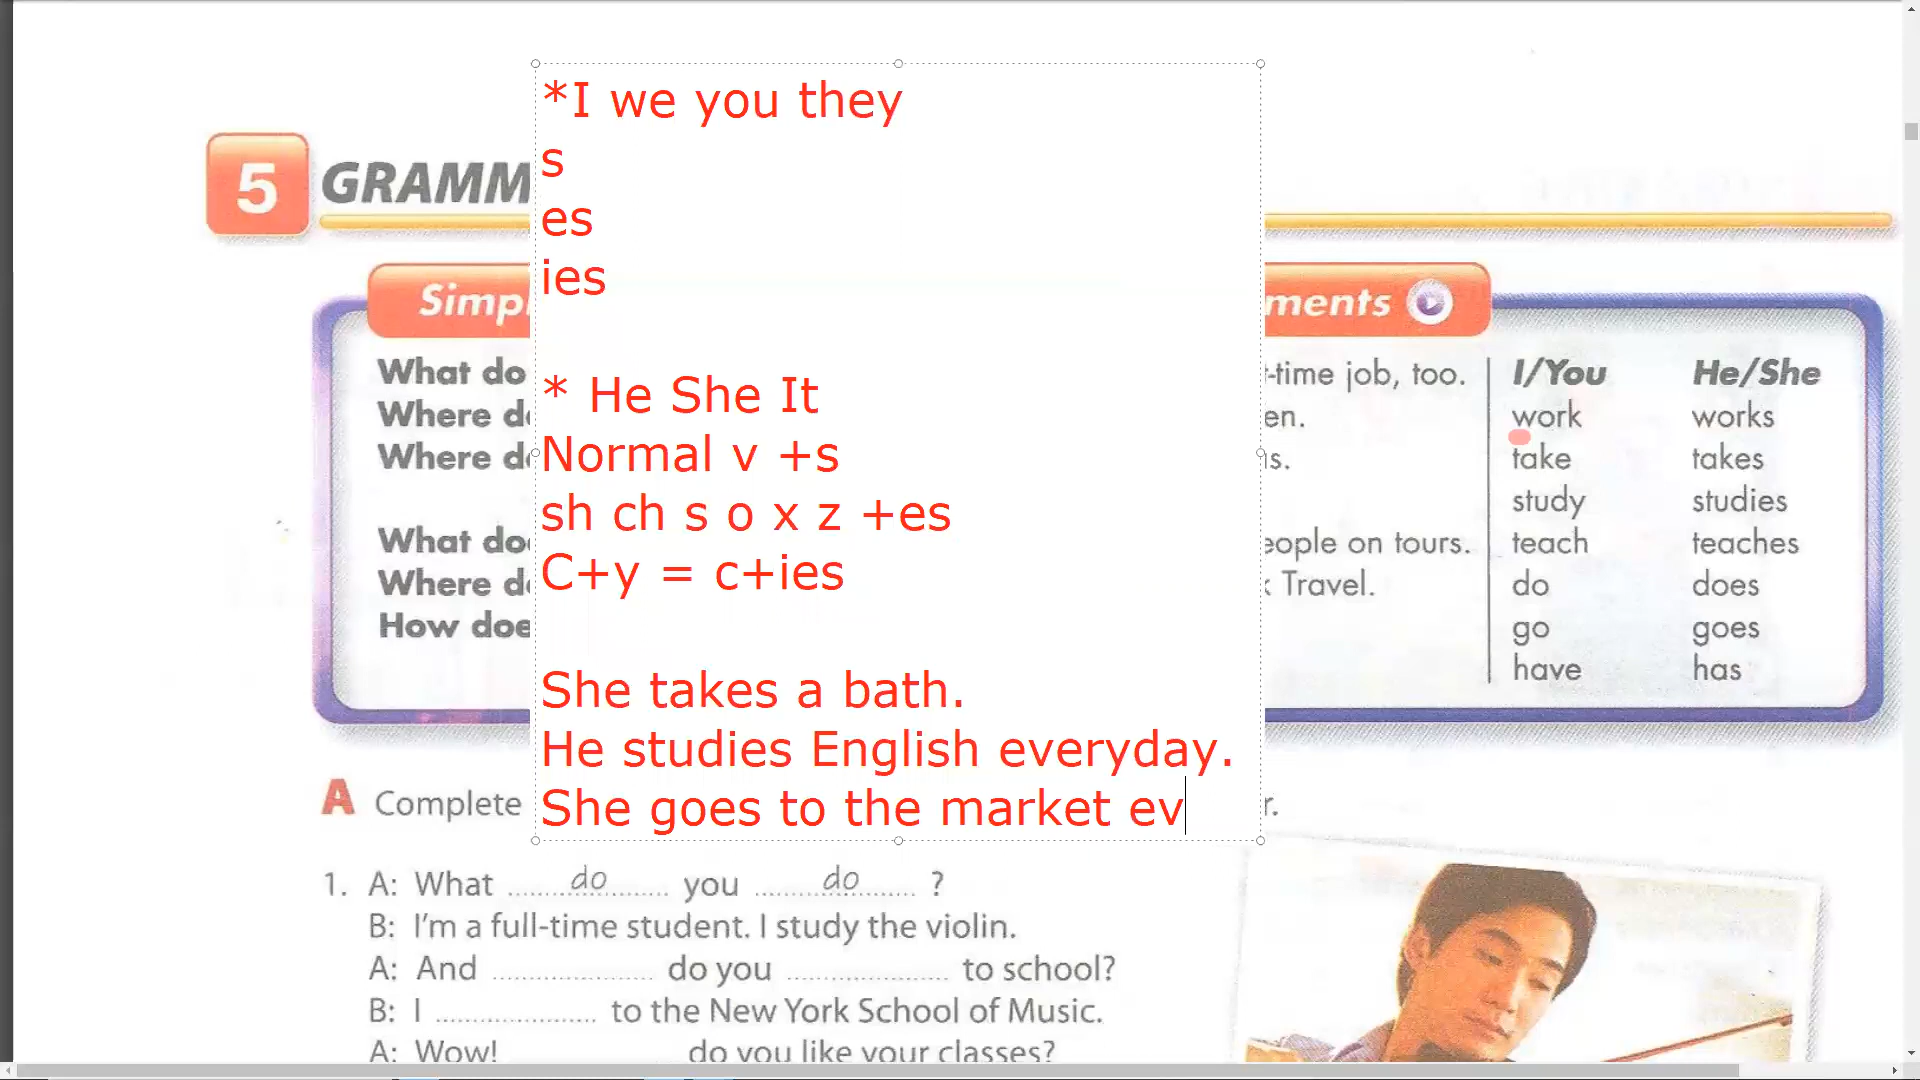 *I we you they
s
es
ies
* He She It
Normal v +s
sh ch s o x z +es
C+y = c+ies
She takes a bath.
He studies English everyday.
She goes to the market ev
5 GRAMM
Simpl
ments
What do
Where d
Where d
What do
Where d
How doe
-time job, too.
en.
s.
eople on tours.
Travel.
I/You He/She
work works
take takes
study studies
teach teaches
do does
go goes
have has
A Complete
r.
1. A: What do you do ?
B: I'm a full-time student. I study the violin.
A: And do you to school?
B: I to the New York School of Music.
A: Wow! do you like your classes?